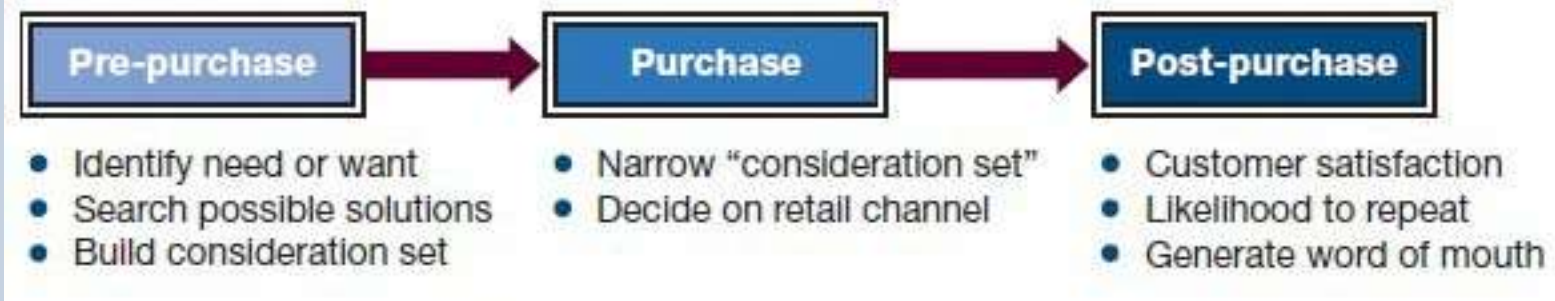 Pre-purchase
• Identify need or want
• Search possible solutions
• Build consideration set
Purchase
• Narrow “consideration set”
• Decide on retail channel
Post-purchase
• Customer satisfaction
• Likelihood to repeat
• Generate word of mouth